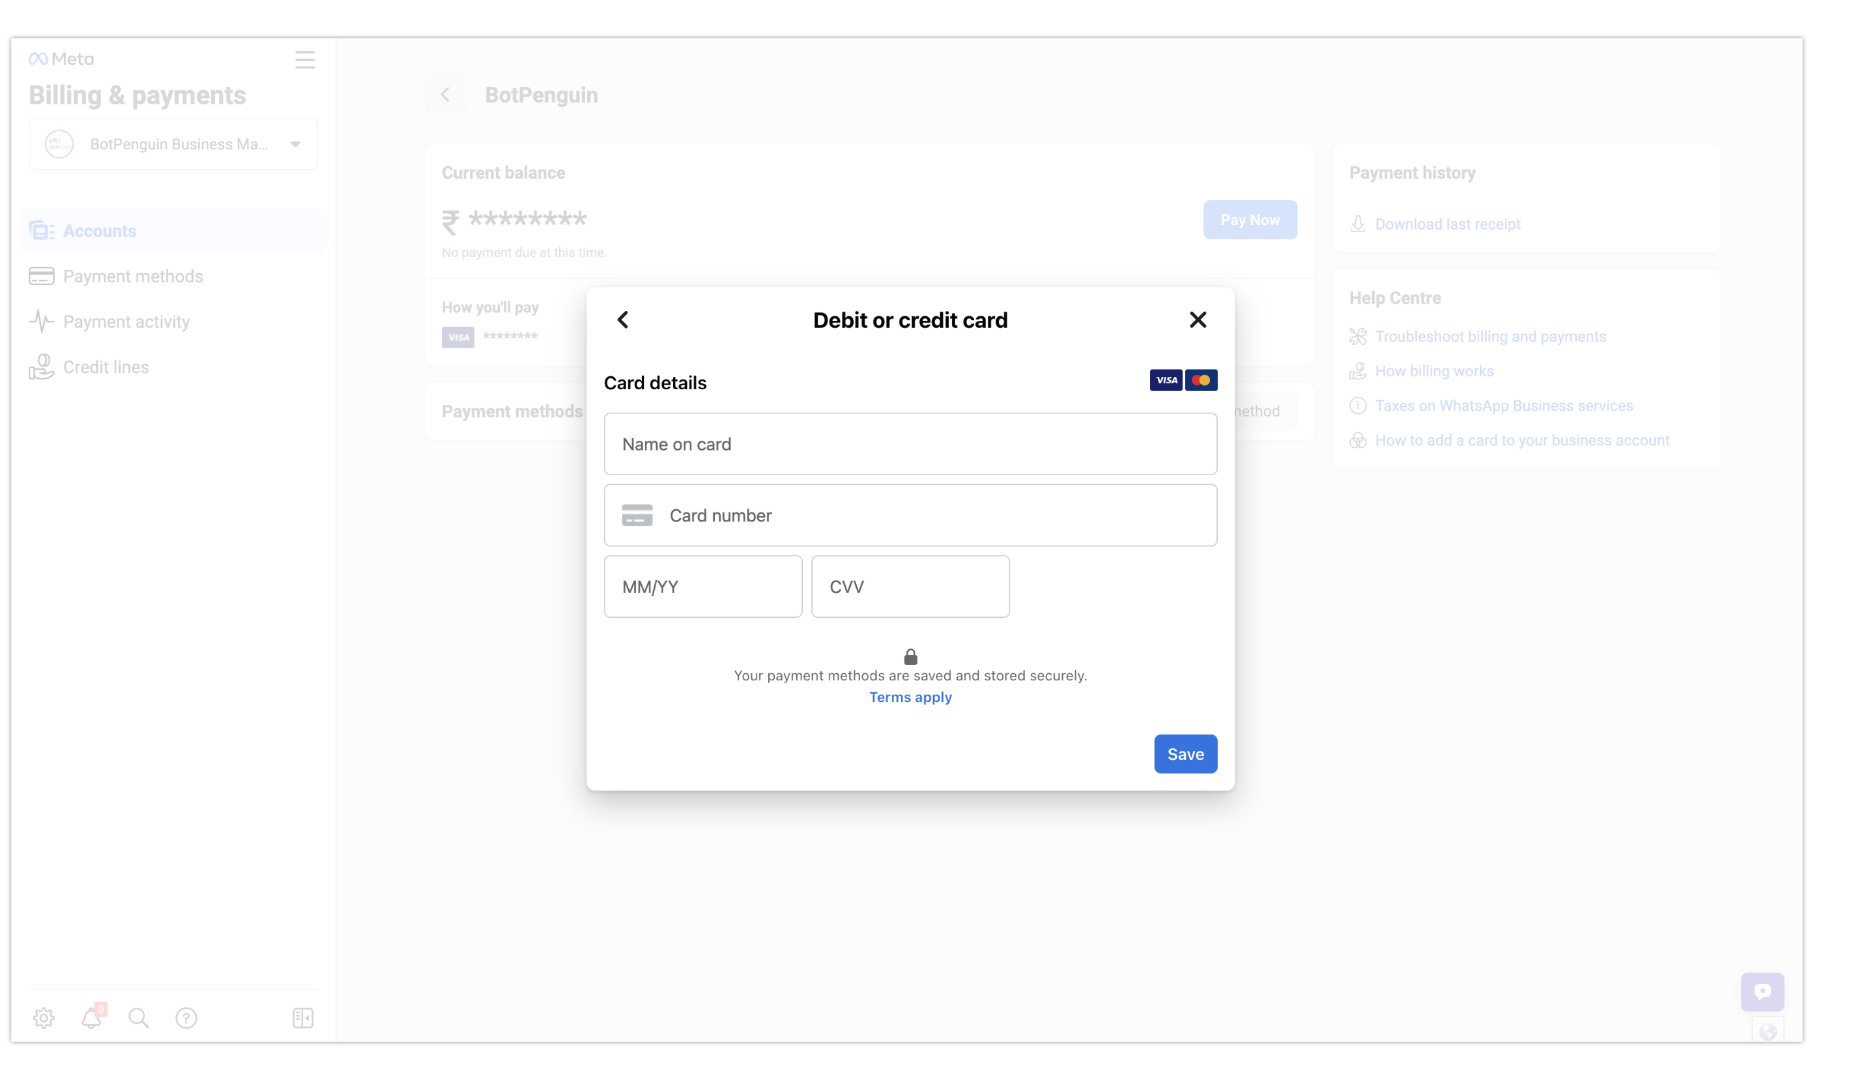 Meta
Billing & payments
BotPenguin Business Ma...
Accounts
Payment methods
Payment activity
Credit lines
9
BotPenguin
Current balance
₹ ********
No payment due at this time.
Pay Now
How you'll pay
VISA ********
Payment methods
method
Payment history
Download last receipt
Help Centre
Troubleshoot billing and payments
How billing works
Taxes on WhatsApp Business services
How to add a card to your business account
Debit or credit card
Card details
VISA
Name on card
Card number
MM/YY
CVV
Your payment methods are saved and stored securely.
Terms apply
Save